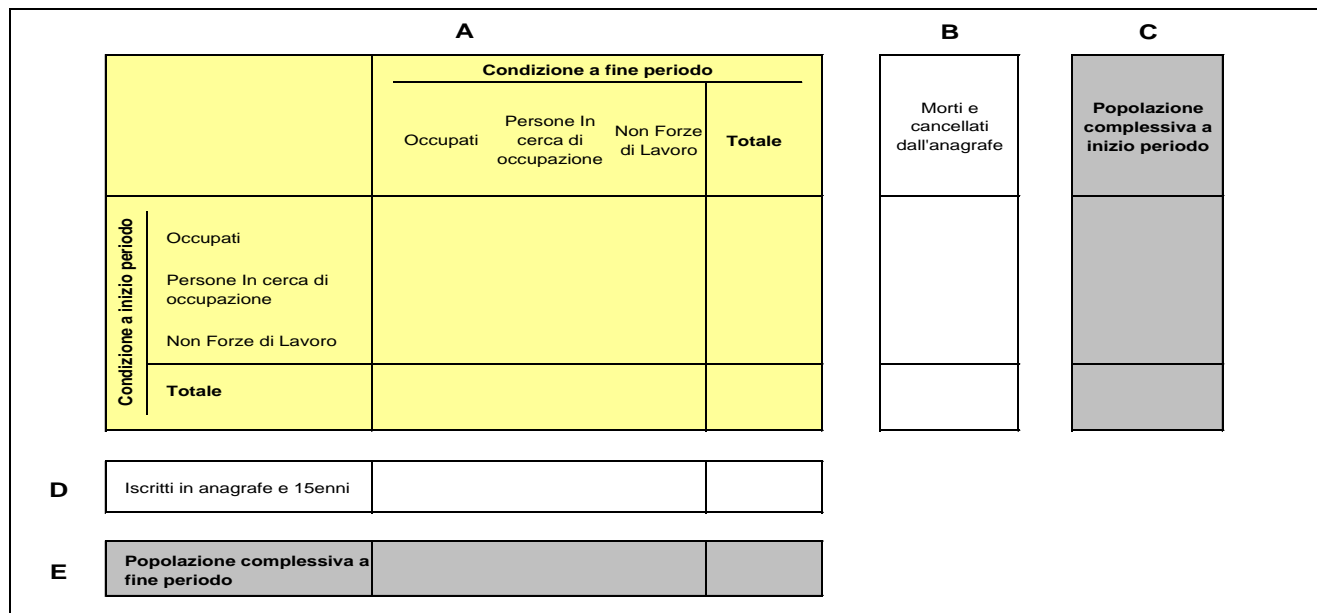 A
B
C
Condizione a fine periodo
Occupati
Persone In
cerca di
occupazione
Non Forze
di Lavoro
Totale
Morti e
cancellati
dall'anagrafe
Popolazione
complessiva a
inizio periodo
Condizione a inizio periodo
Occupati
Persone In cerca di
occupazione
Non Forze di Lavoro
Totale
D
Iscritti in anagrafe e 15enni
E
Popolazione complessiva a
fine periodo